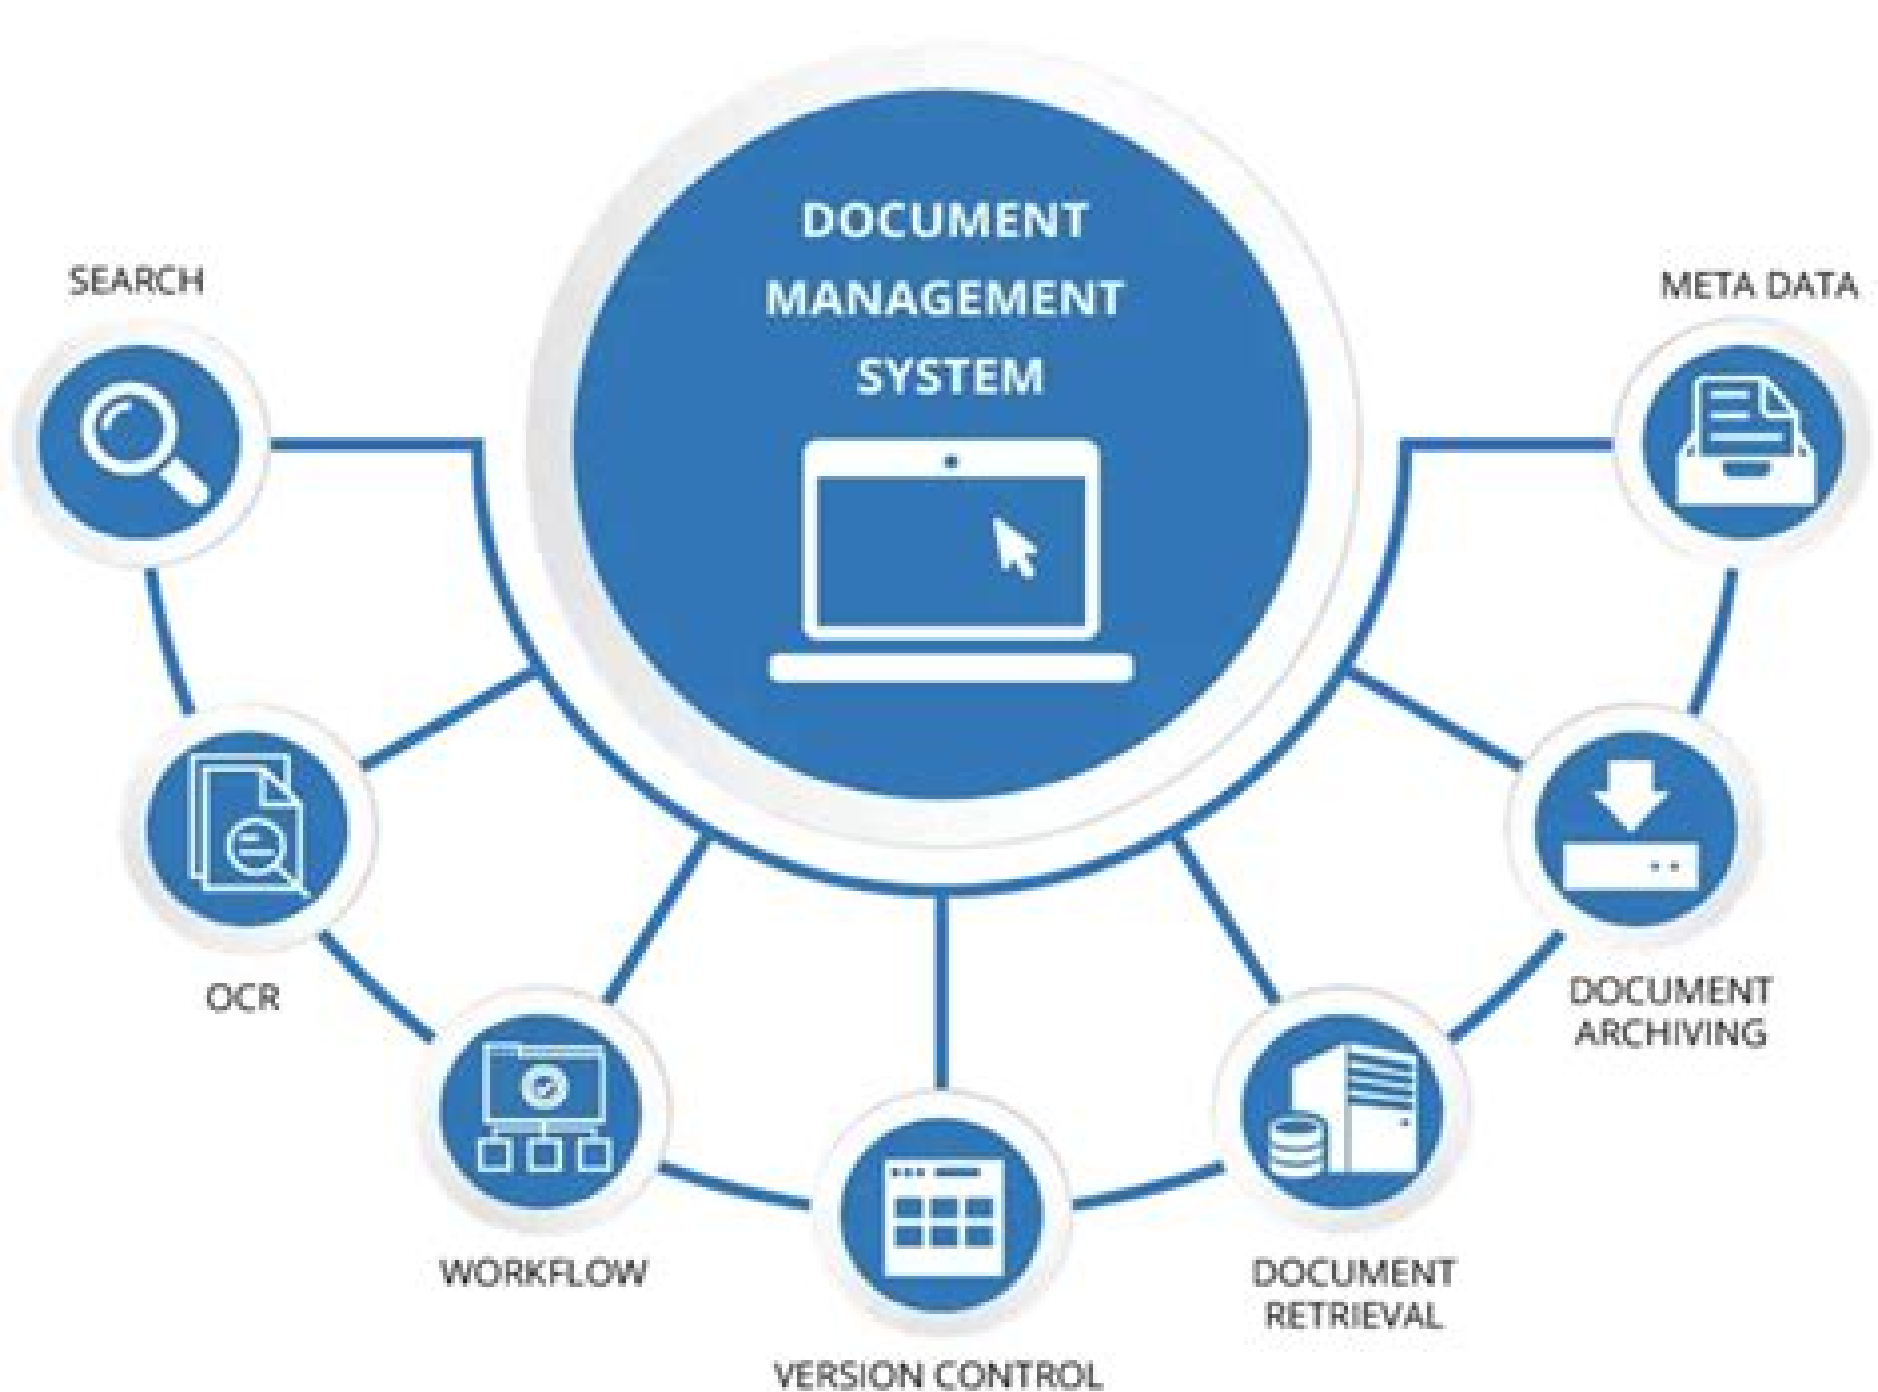 DOCUMENT
MANAGEMENT
SYSTEM
SEARCH
META DATA
OCR
DOCUMENT
ARCHIVING
WORKFLOW
DOCUMENT
RETRIEVAL
VERSION CONTROL